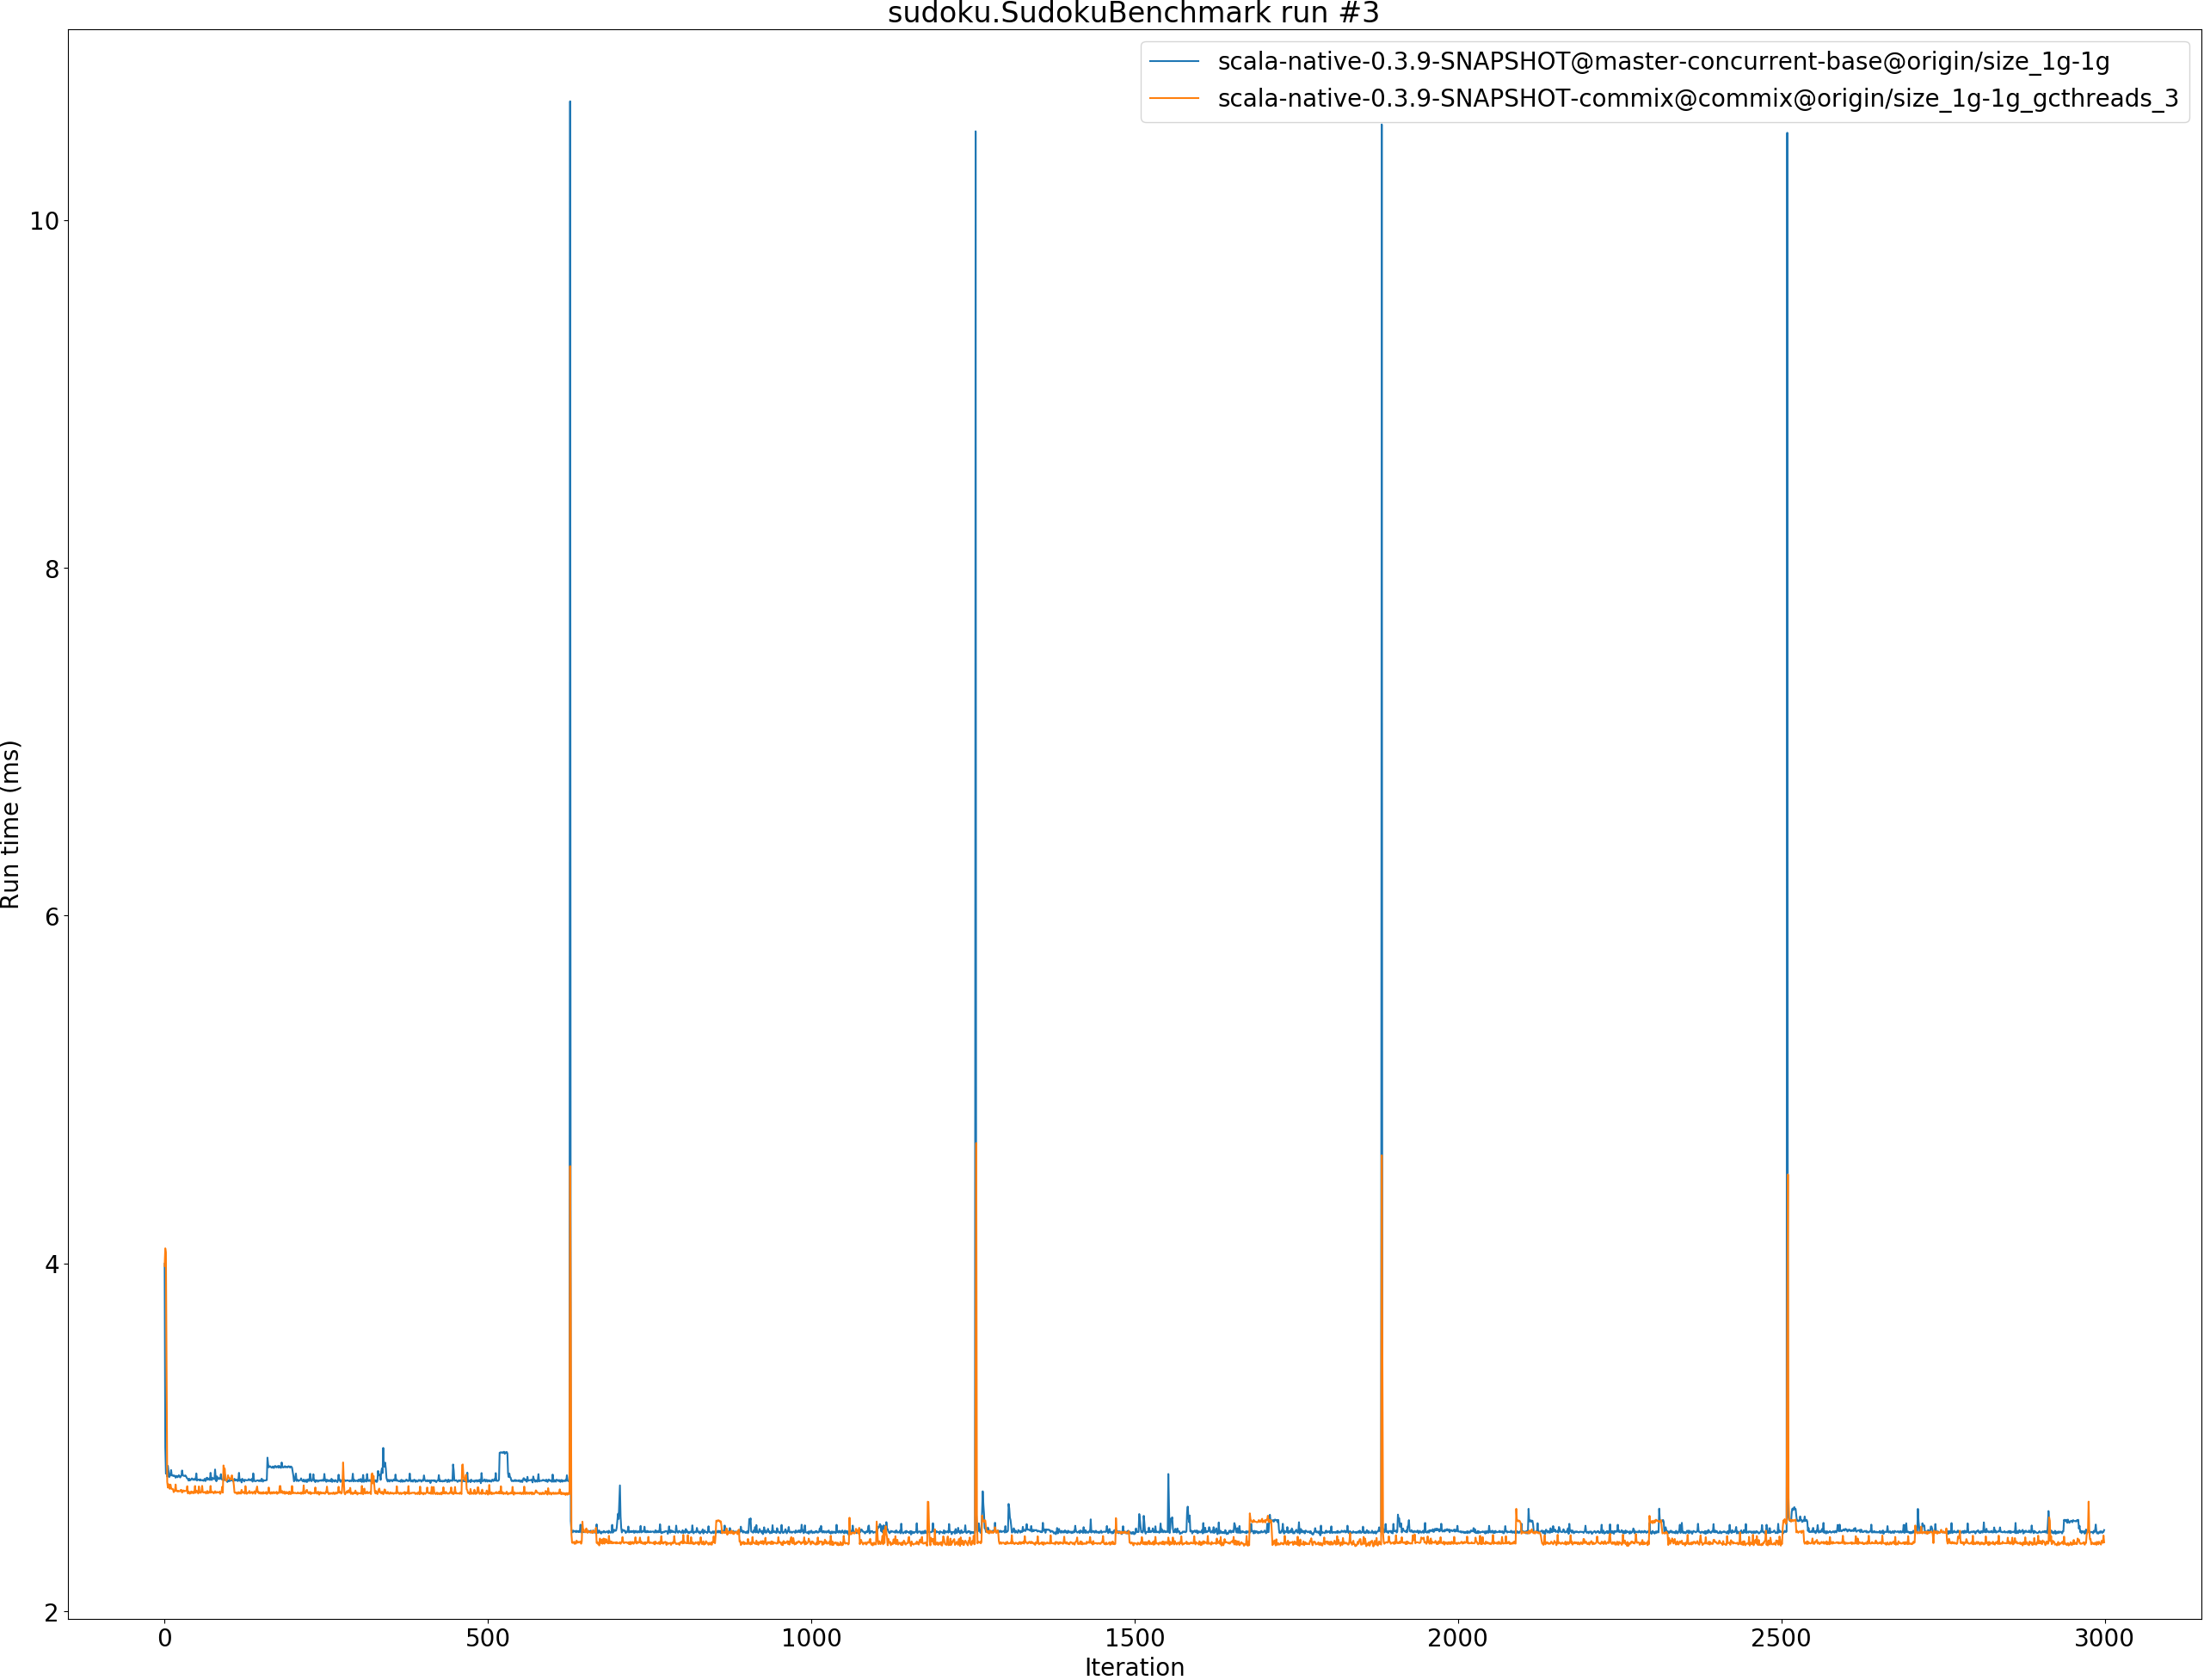 sudoku.SudokuBenchmark run #3
scala-native-0.3.9-SNAPSHOT@master-concurrent-base@origin/size_1g-1g
scala-native-0.3.9-SNAPSHOT-commix@commix@origin/size_1g-1g_gcthreads_3
10
8
6
4
2
Run time (ms)
0 500 1000 1500 2000 2500 3000
Iteration